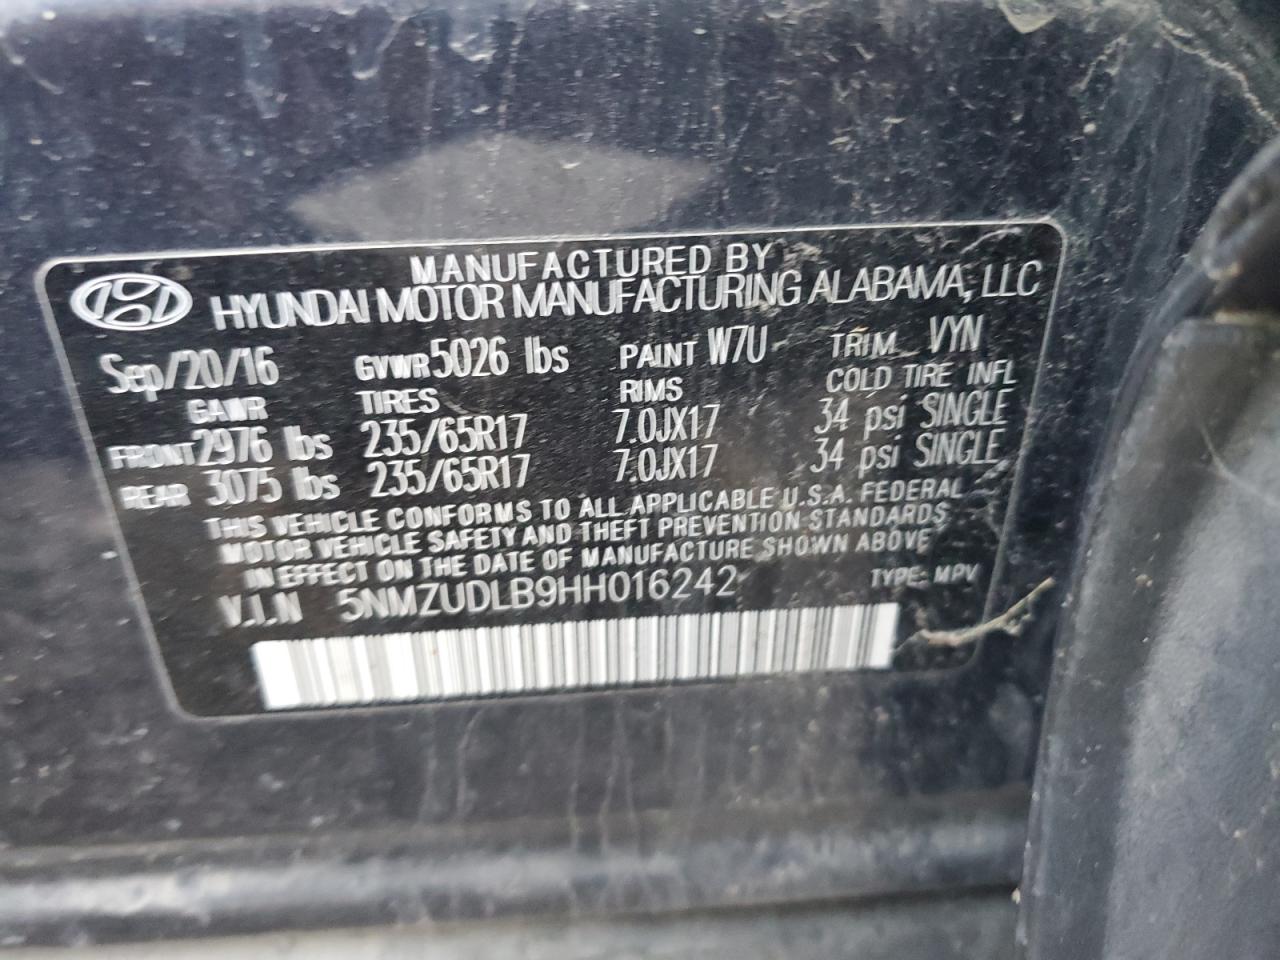 MANUFACTURED BY
HYUNDAI MOTOR MANUFACTURING ALABAMA, LLC
Sep/20/16 GVWR 5026 lbs PAINT W7U TRIM VYN
GAWR TIRES RIMS COLD TIRE INFL
FRONT 2976 lbs 235/65R17 7.0JX17 34 psi SINGLE
REAR 3075 lbs 235/65R17 7.0JX17 34 psi SINGLE
THIS VEHICLE CONFORMS TO ALL APPLICABLE U.S.A. FEDERAL
MOTOR VEHICLE SAFETY AND THEFT PREVENTION STANDARDS
IN EFFECT ON THE DATE OF MANUFACTURE SHOWN ABOVE
V.I.N 5NMZUDLB9HH016242 TYPE: MPV